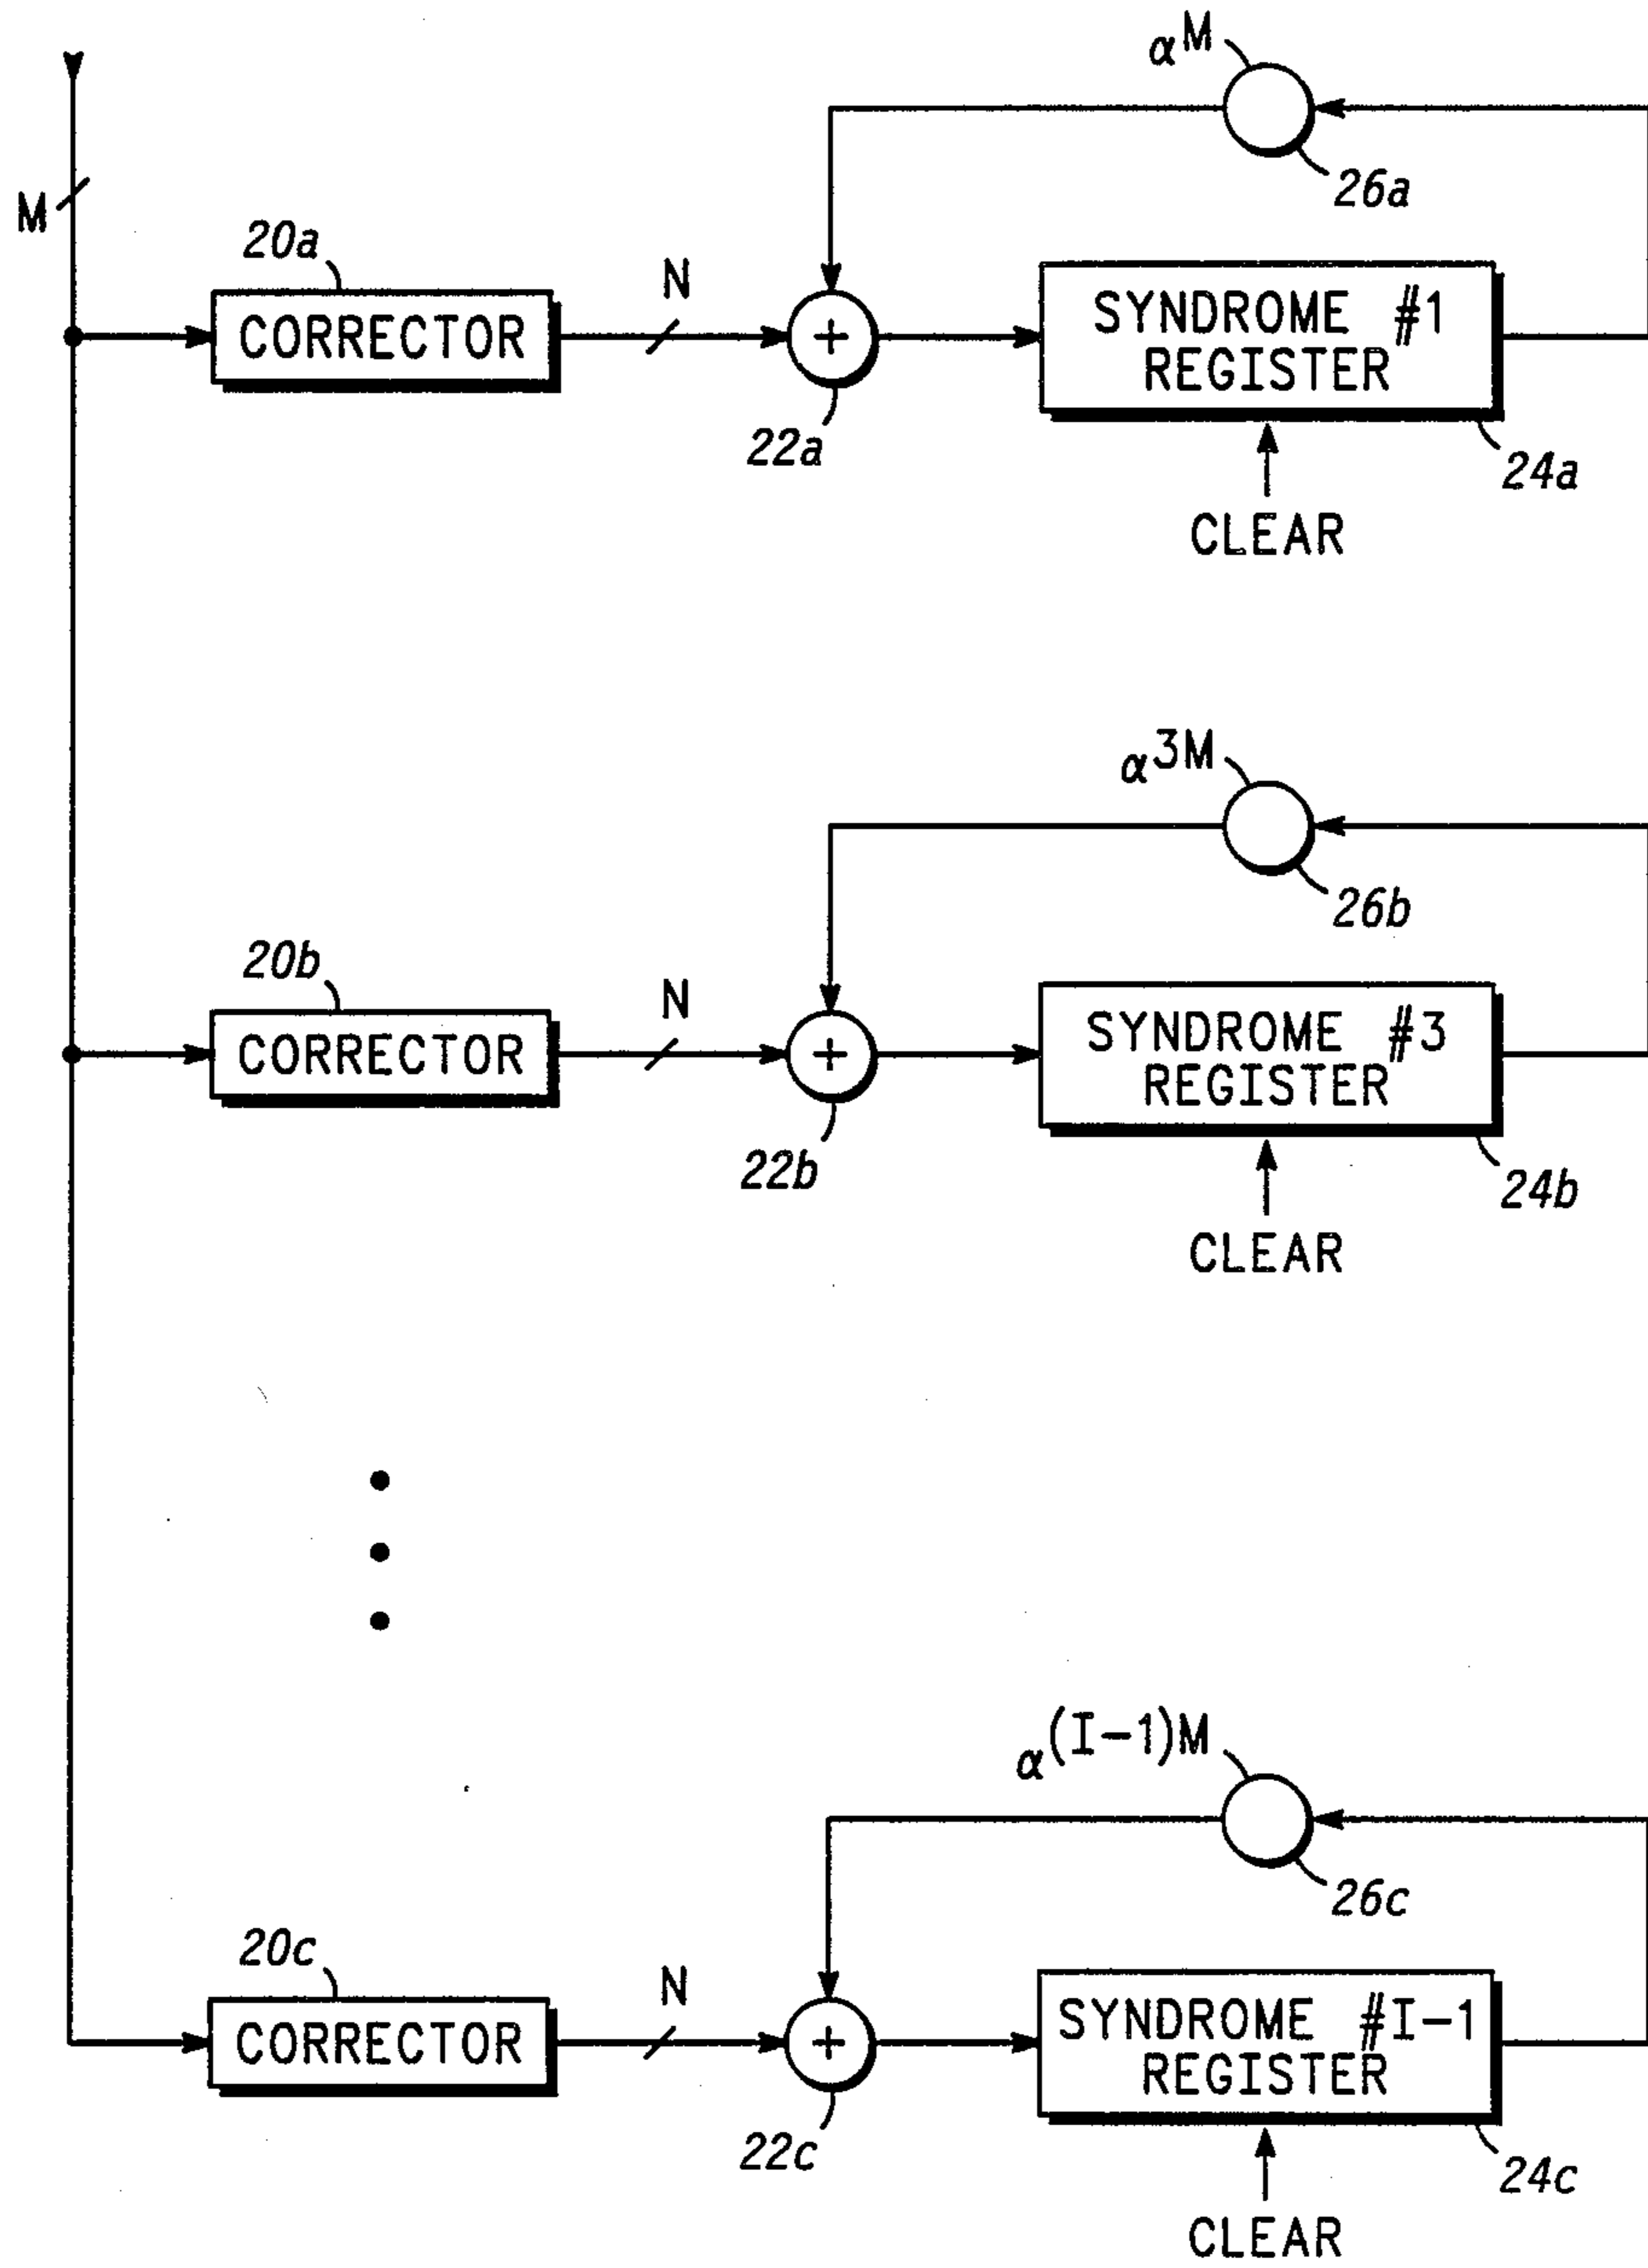 α^M
M
26a
20a
N
CORRECTOR
+
SYNDROME #1
REGISTER
22a
24a
CLEAR
α^3M
26b
20b
N
CORRECTOR
+
SYNDROME #3
REGISTER
22b
24b
CLEAR
α^(I-1)M
26c
20c
N
CORRECTOR
+
SYNDROME #I-1
REGISTER
22c
24c
CLEAR